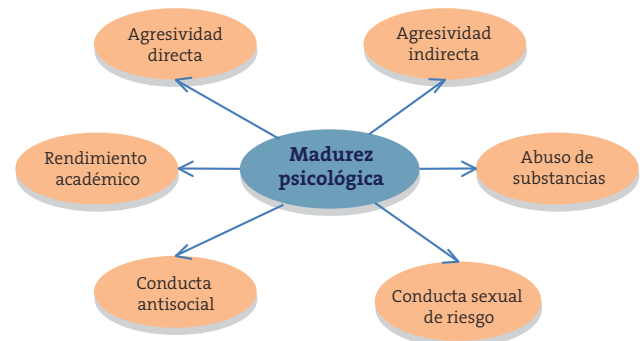 Agresividad
directa
Agresividad
indirecta
Rendimiento
académico
Madurez
psicológica
Abuso de
substancias
Conducta
antisocial
Conducta sexual
de riesgo